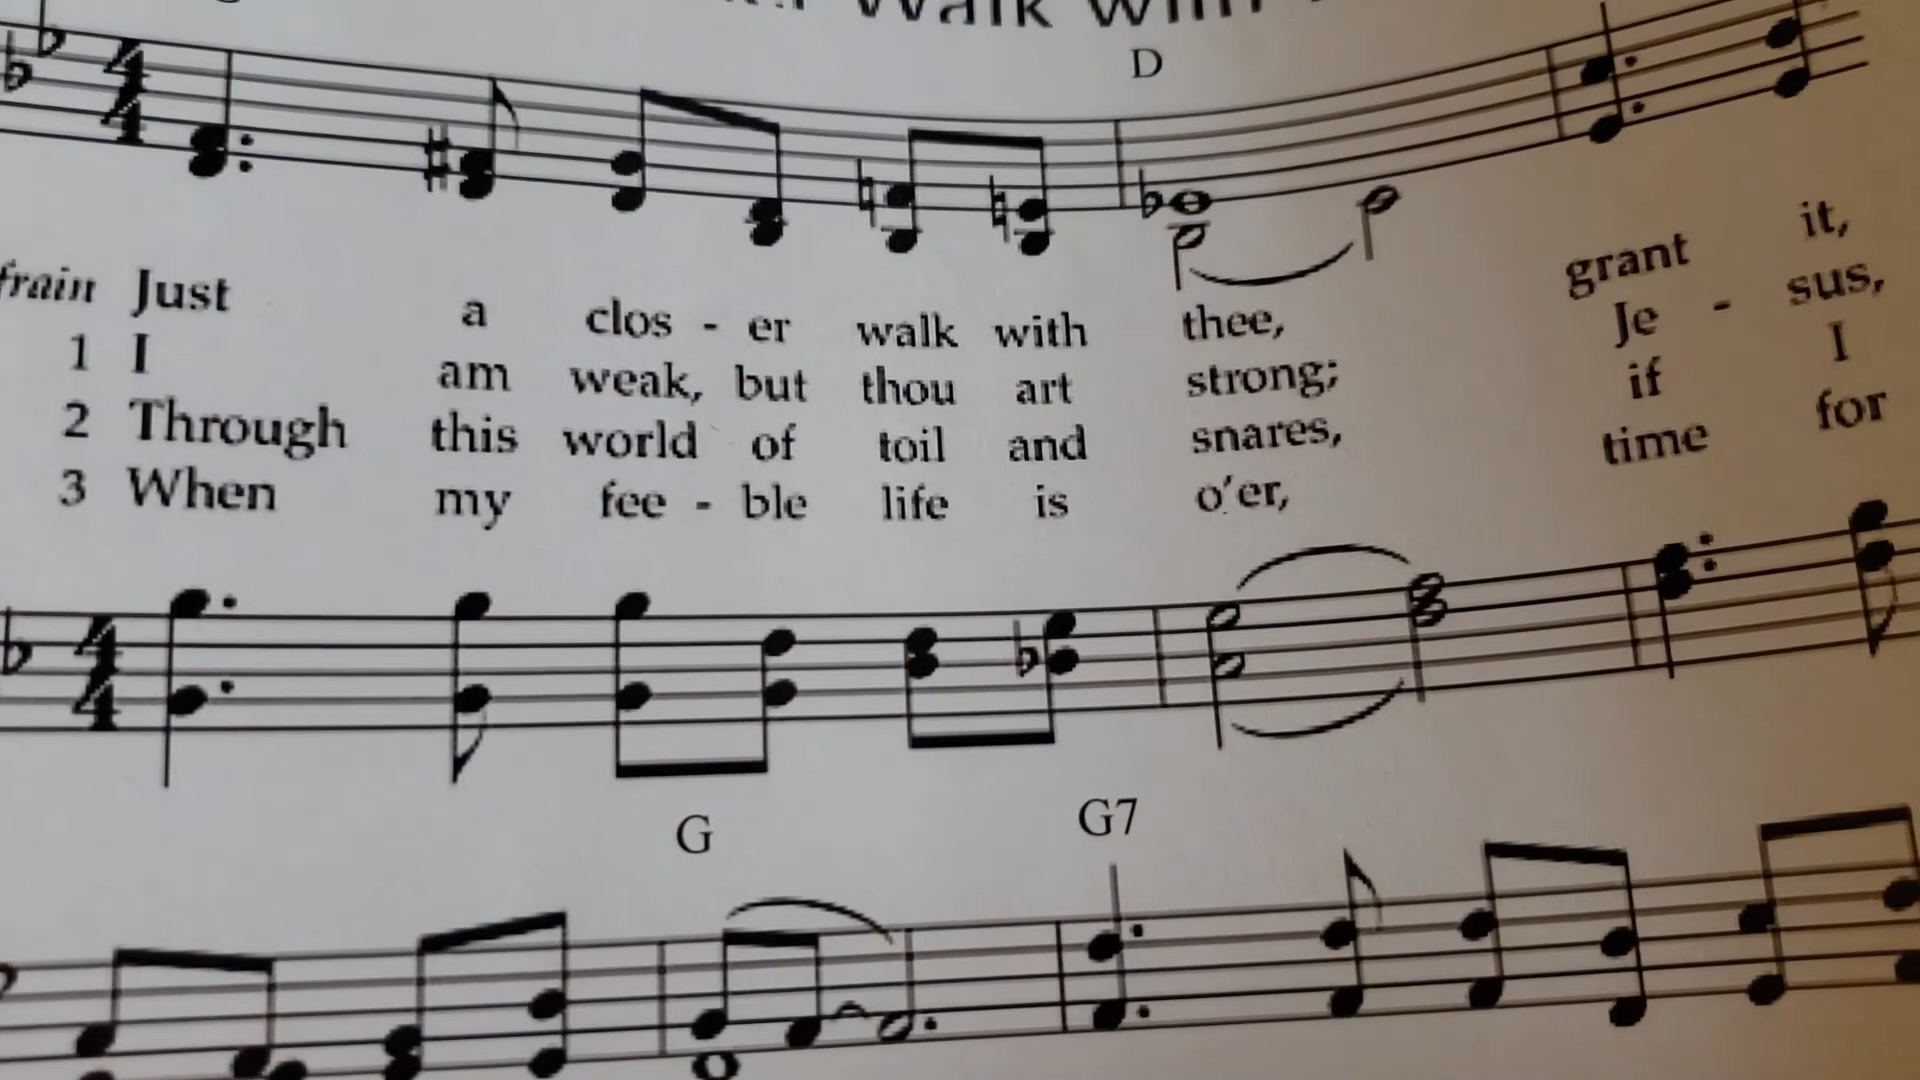 Walk With
D
frain Just a clos - er walk with thee, grant it,
1 I am weak, but thou art strong; Je - sus,
2 Through this world of toil and snares, if I
3 When my fee - ble life is o'er, time for
G G7